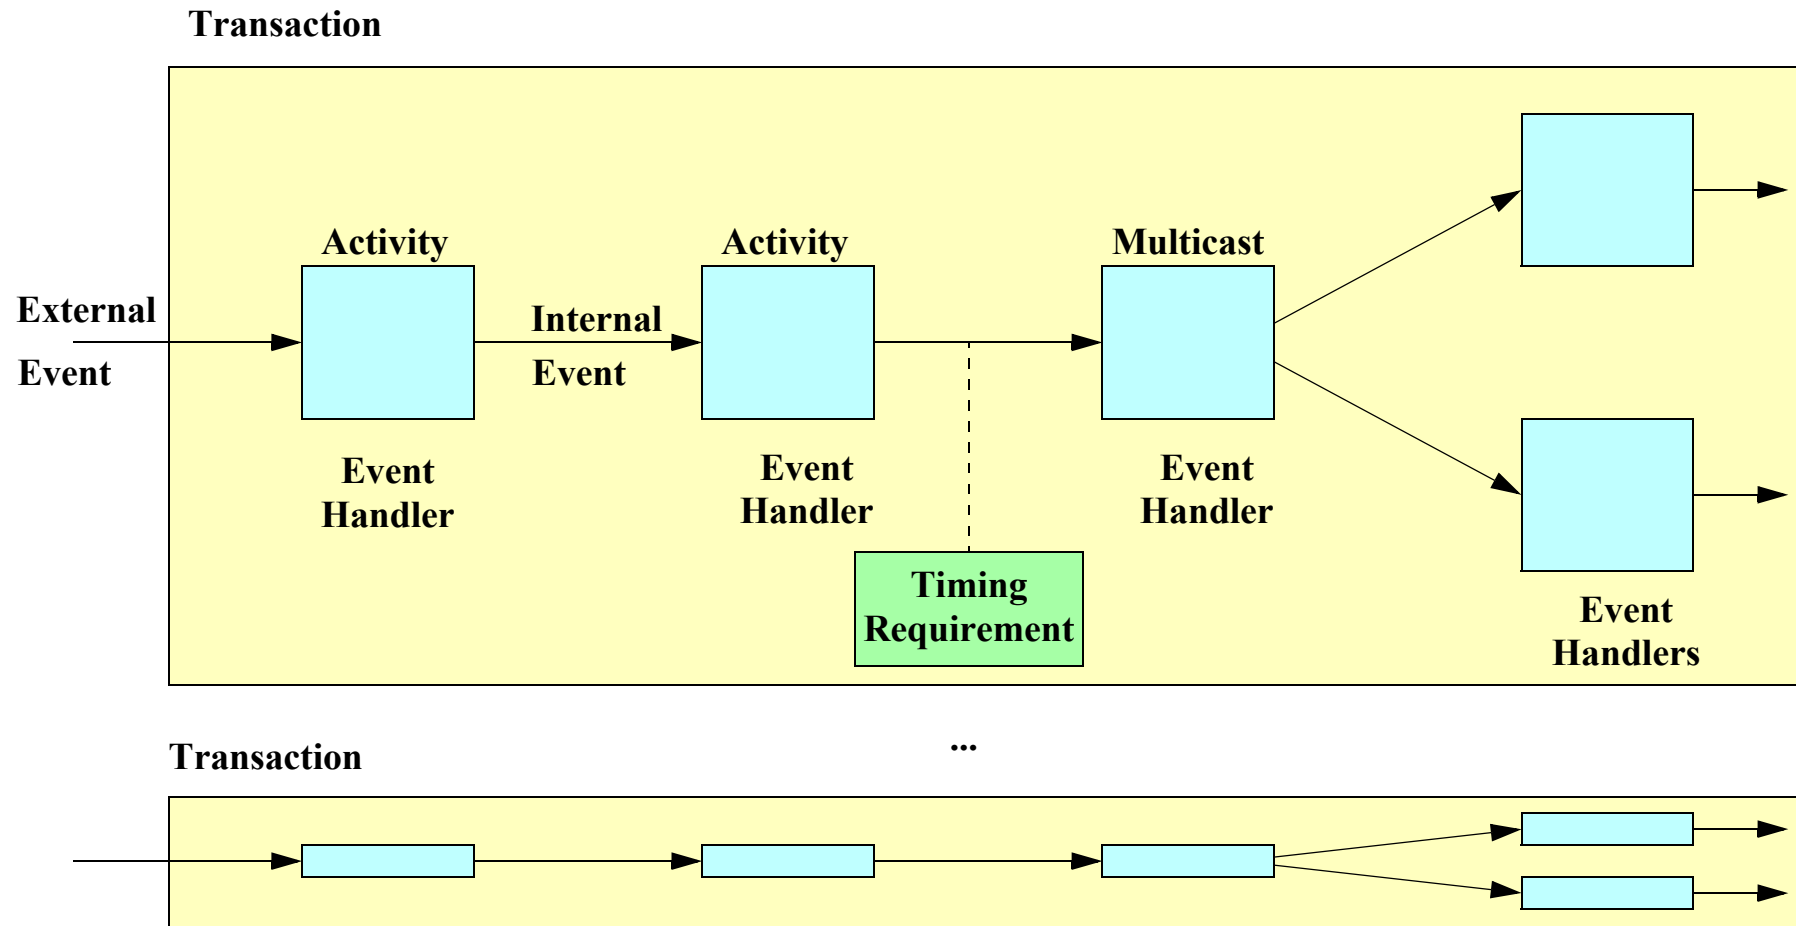 Transaction
Activity
Activity
Multicast
External
Event
Internal
Event
Event
Handler
Event
Handler
Event
Handler
Timing
Requirement
Event
Handlers
...
Transaction